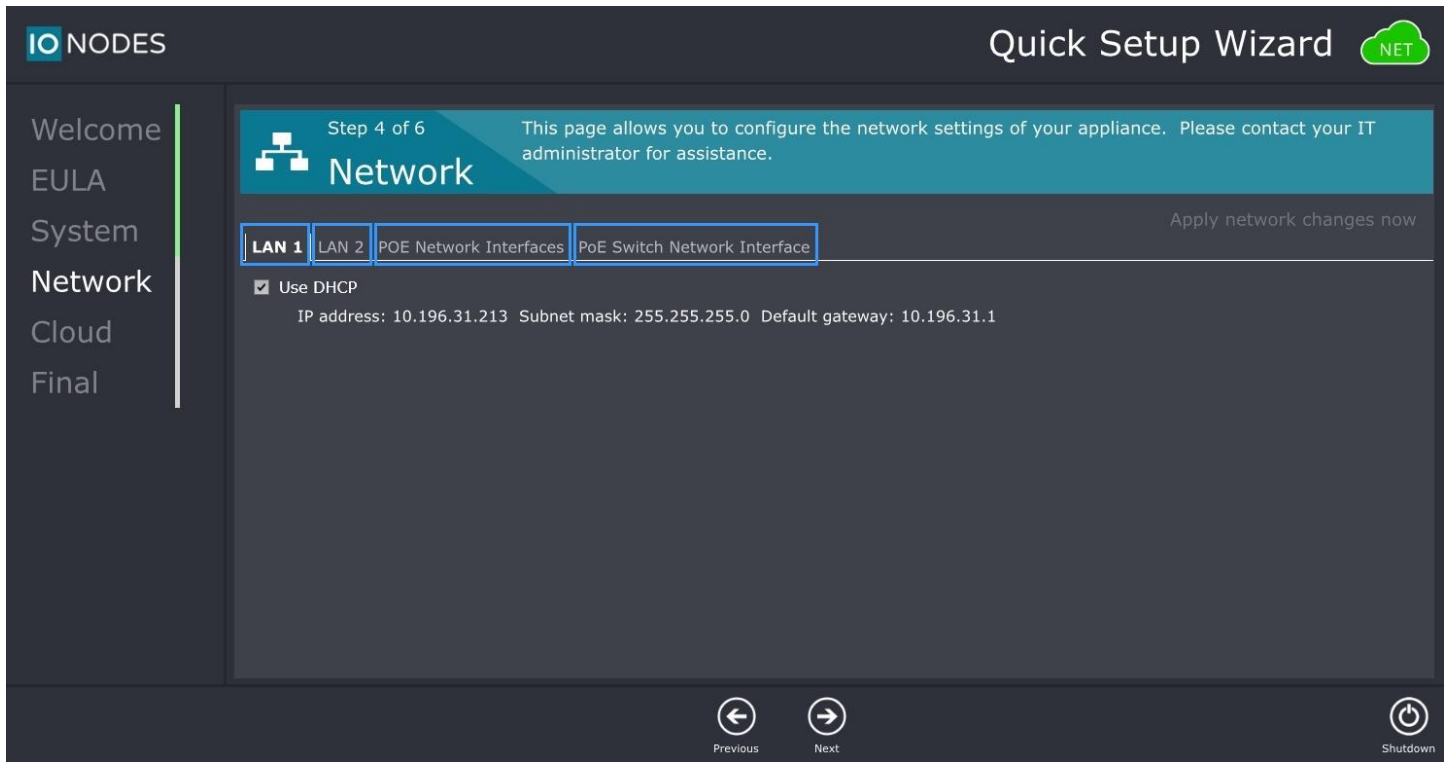 IO NODES
Quick Setup Wizard
NET
Welcome
EULA
System
Network
Cloud
Final
Step 4 of 6
Network
This page allows you to configure the network settings of your appliance. Please contact your IT
administrator for assistance.
Apply network changes now
LAN 1 LAN 2 POE Network Interfaces PoE Switch Network Interface
Use DHCP
IP address: 10.196.31.213 Subnet mask: 255.255.255.0 Default gateway: 10.196.31.1
Previous Next Shutdown